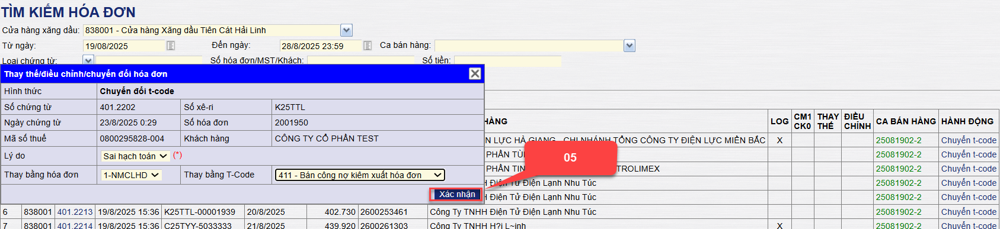 TÌM KIẾM HÓA ĐƠN
Cửa hàng xăng dầu: 838001 - Cửa hàng Xăng dầu Tiên Cát Hải Linh
Từ ngày: 19/08/2025 Đến ngày: 28/8/2025 23:59 Ca bán hàng:
Loại chứng từ: Số hóa đơn/MST/Khách: Số tiền:
Thay thế/điều chỉnh/chuyển đổi hóa đơn
Hình thức Chuyển đổi t-code
Số chứng từ 401.2202 Số xê-ri K25TTL
Ngày chứng từ 23/8/2025 0:29 Số hóa đơn 2001950
Mã số thuế 0800295828-004 Khách hàng CÔNG TY CỔ PHẦN TEST
Lý do Sai hạch toán (*)
Thay bằng hóa đơn 1-NMCLHD Thay bằng T-Code 411 - Bán công nợ kiêm xuất hóa đơn
Xác nhận
05
HÀNG LOG CM1 CK0 THAY THẾ ĐIỀU CHỈNH CA BÁN HÀNG HÀNH ĐỘNG
LỰC HÀ GIANG - CHI NHÁNH TỔNG CÔNG TY ĐIỆN LỰC MIỀN BẮC X 25081902-2 Chuyển t-code
PHẦN 25081902-2 Chuyển t-code
PHẦN TIN TROLIMEX 25081902-2 Chuyển t-code
H Điện Tử Điện Lạnh Nhu Túc 25081902-2 Chuyển t-code
H Điện Tử Điện Lạnh Nhu Túc 25081902-2 Chuyển t-code
6 838001 401.2213 19/8/2025 15:36 K25TTL-00001939 20/8/2025 402.730 2600253461 Công Ty TNHH Điện Tử Điện Lạnh Nhu Túc 25081902-2 Chuyển t-code
7 838001 401.2214 19/8/2025 15:36 C25TYY-5033333 21/8/2025 439.920 2600261303 Công Ty TNHH H?i L~inh X 25081902-2 Chuyển t-code